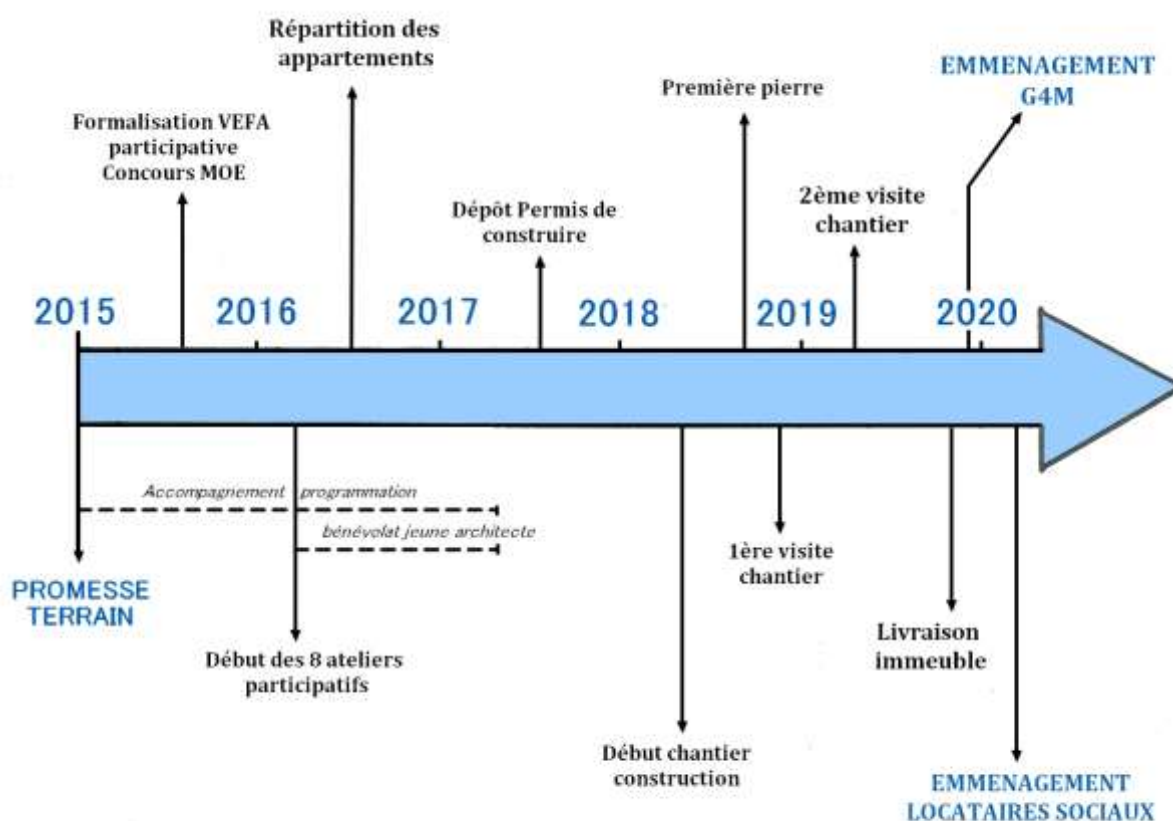 Répartition des
appartements
EMMENAGEMENT
G4M
Première pierre
Formalisation VEFA
participative
Concours MOE
2ème visite
chantier
Dépôt Permis de
construire
2015
2016
2017
2018
2019
2020
Accompagnement programmation
bénévolat jeune architecte
PROMESSE
TERRAIN
1ère visite
chantier
Livraison
immeuble
Début des 8 ateliers
participatifs
Début chantier
construction
EMMENAGEMENT
LOCATAIRES SOCIAUX